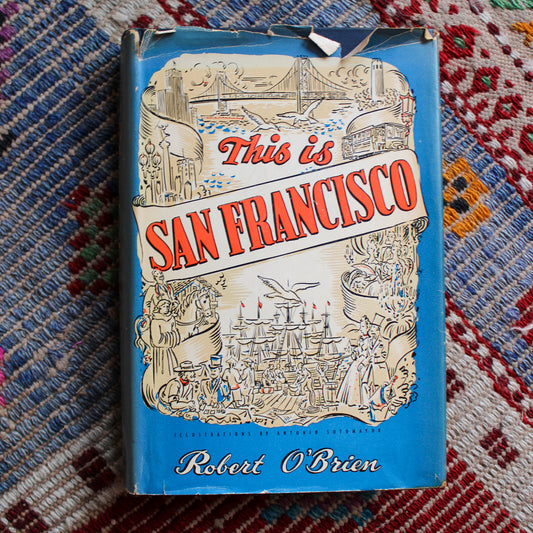 This is
SAN FRANCISCO
ILLUSTRATIONS BY ANTONIO SOTOMAYOR
Robert O'Brien